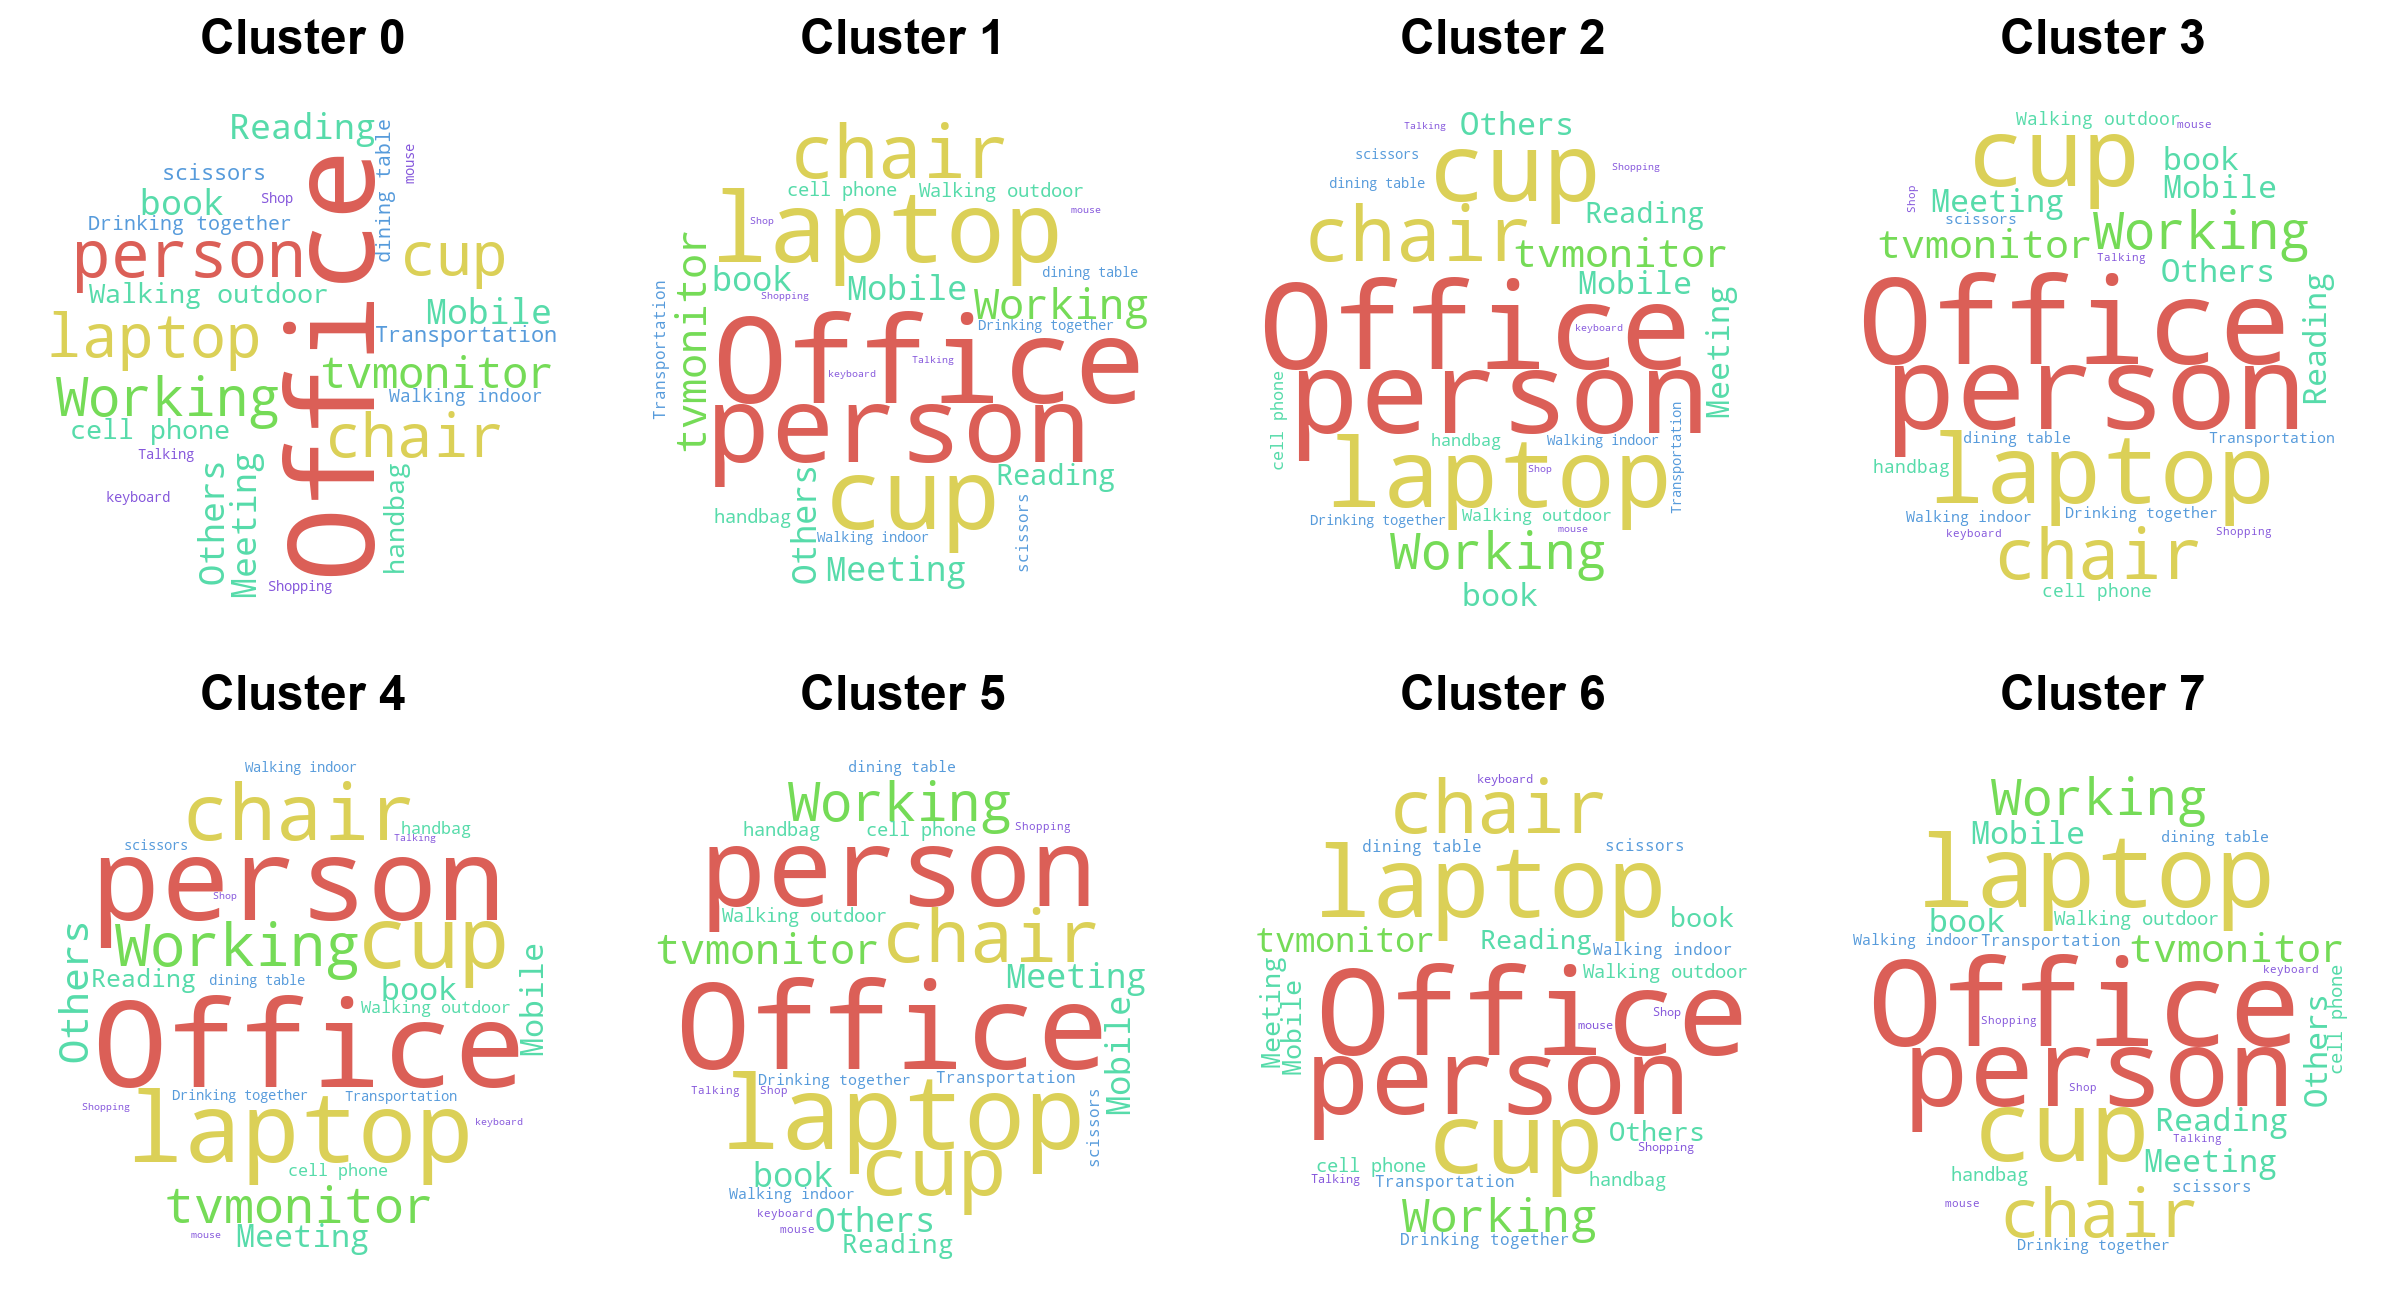 Cluster 0
Reading
dining table
mouse
scissors
book
Shop
Drinking together
person
cup
Office
Walking outdoor
Mobile
laptop
Transportation
tvmonitor
Working
Walking indoor
cell phone
chair
Talking
Others
Meeting
handbag
keyboard
Shopping
Cluster 1
chair
cell phone
Walking outdoor
laptop
Shop
mouse
tvmonitor
book
dining table
Transportation
Shopping
Mobile
Working
Drinking together
Office
Talking
keyboard
person
Others
cup
Reading
handbag
scissors
Walking indoor
Meeting
Cluster 2
Talking
Others
scissors
cup
Shopping
dining table
chair
Reading
tvmonitor
Mobile
Office
keyboard
Meeting
person
cell phone
handbag
Walking indoor
Transportation
laptop
Shop
Drinking together
Walking outdoor
mouse
Working
book
Cluster 3
Walking outdoor
mouse
cup
book
Mobile
Shop
Meeting
scissors
Working
tvmonitor
Talking
Others
Office
Reading
person
dining table
Transportation
handbag
laptop
Walking indoor
Drinking together
keyboard
Shopping
chair
cell phone
Cluster 4
Walking indoor
chair
handbag
Talking
scissors
person
Shop
Others
Working
cup
Reading
dining table
book
Mobile
Walking outdoor
Office
Drinking together
Transportation
Shopping
laptop
keyboard
cell phone
tvmonitor
Meeting
mouse
Cluster 5
dining table
Working
handbag
cell phone
Shopping
person
Walking outdoor
chair
tvmonitor
Meeting
Office
Mobile
Drinking together
Transportation
Talking
Shop
laptop
scissors
book
cup
Walking indoor
keyboard
Others
mouse
Reading
Cluster 6
keyboard
chair
dining table
scissors
laptop
book
tvmonitor
Reading
Walking indoor
Meeting
Walking outdoor
Mobile
Office
Shop
mouse
person
cup
Others
Shopping
cell phone
Talking
Transportation
handbag
Working
Drinking together
Cluster 7
Working
Mobile
dining table
laptop
book
Walking outdoor
Walking indoor
Transportation
tvmonitor
keyboard
cell phone
Office
Shopping
Others
person
Shop
cup
Reading
Talking
Meeting
handbag
scissors
mouse
chair
Drinking together